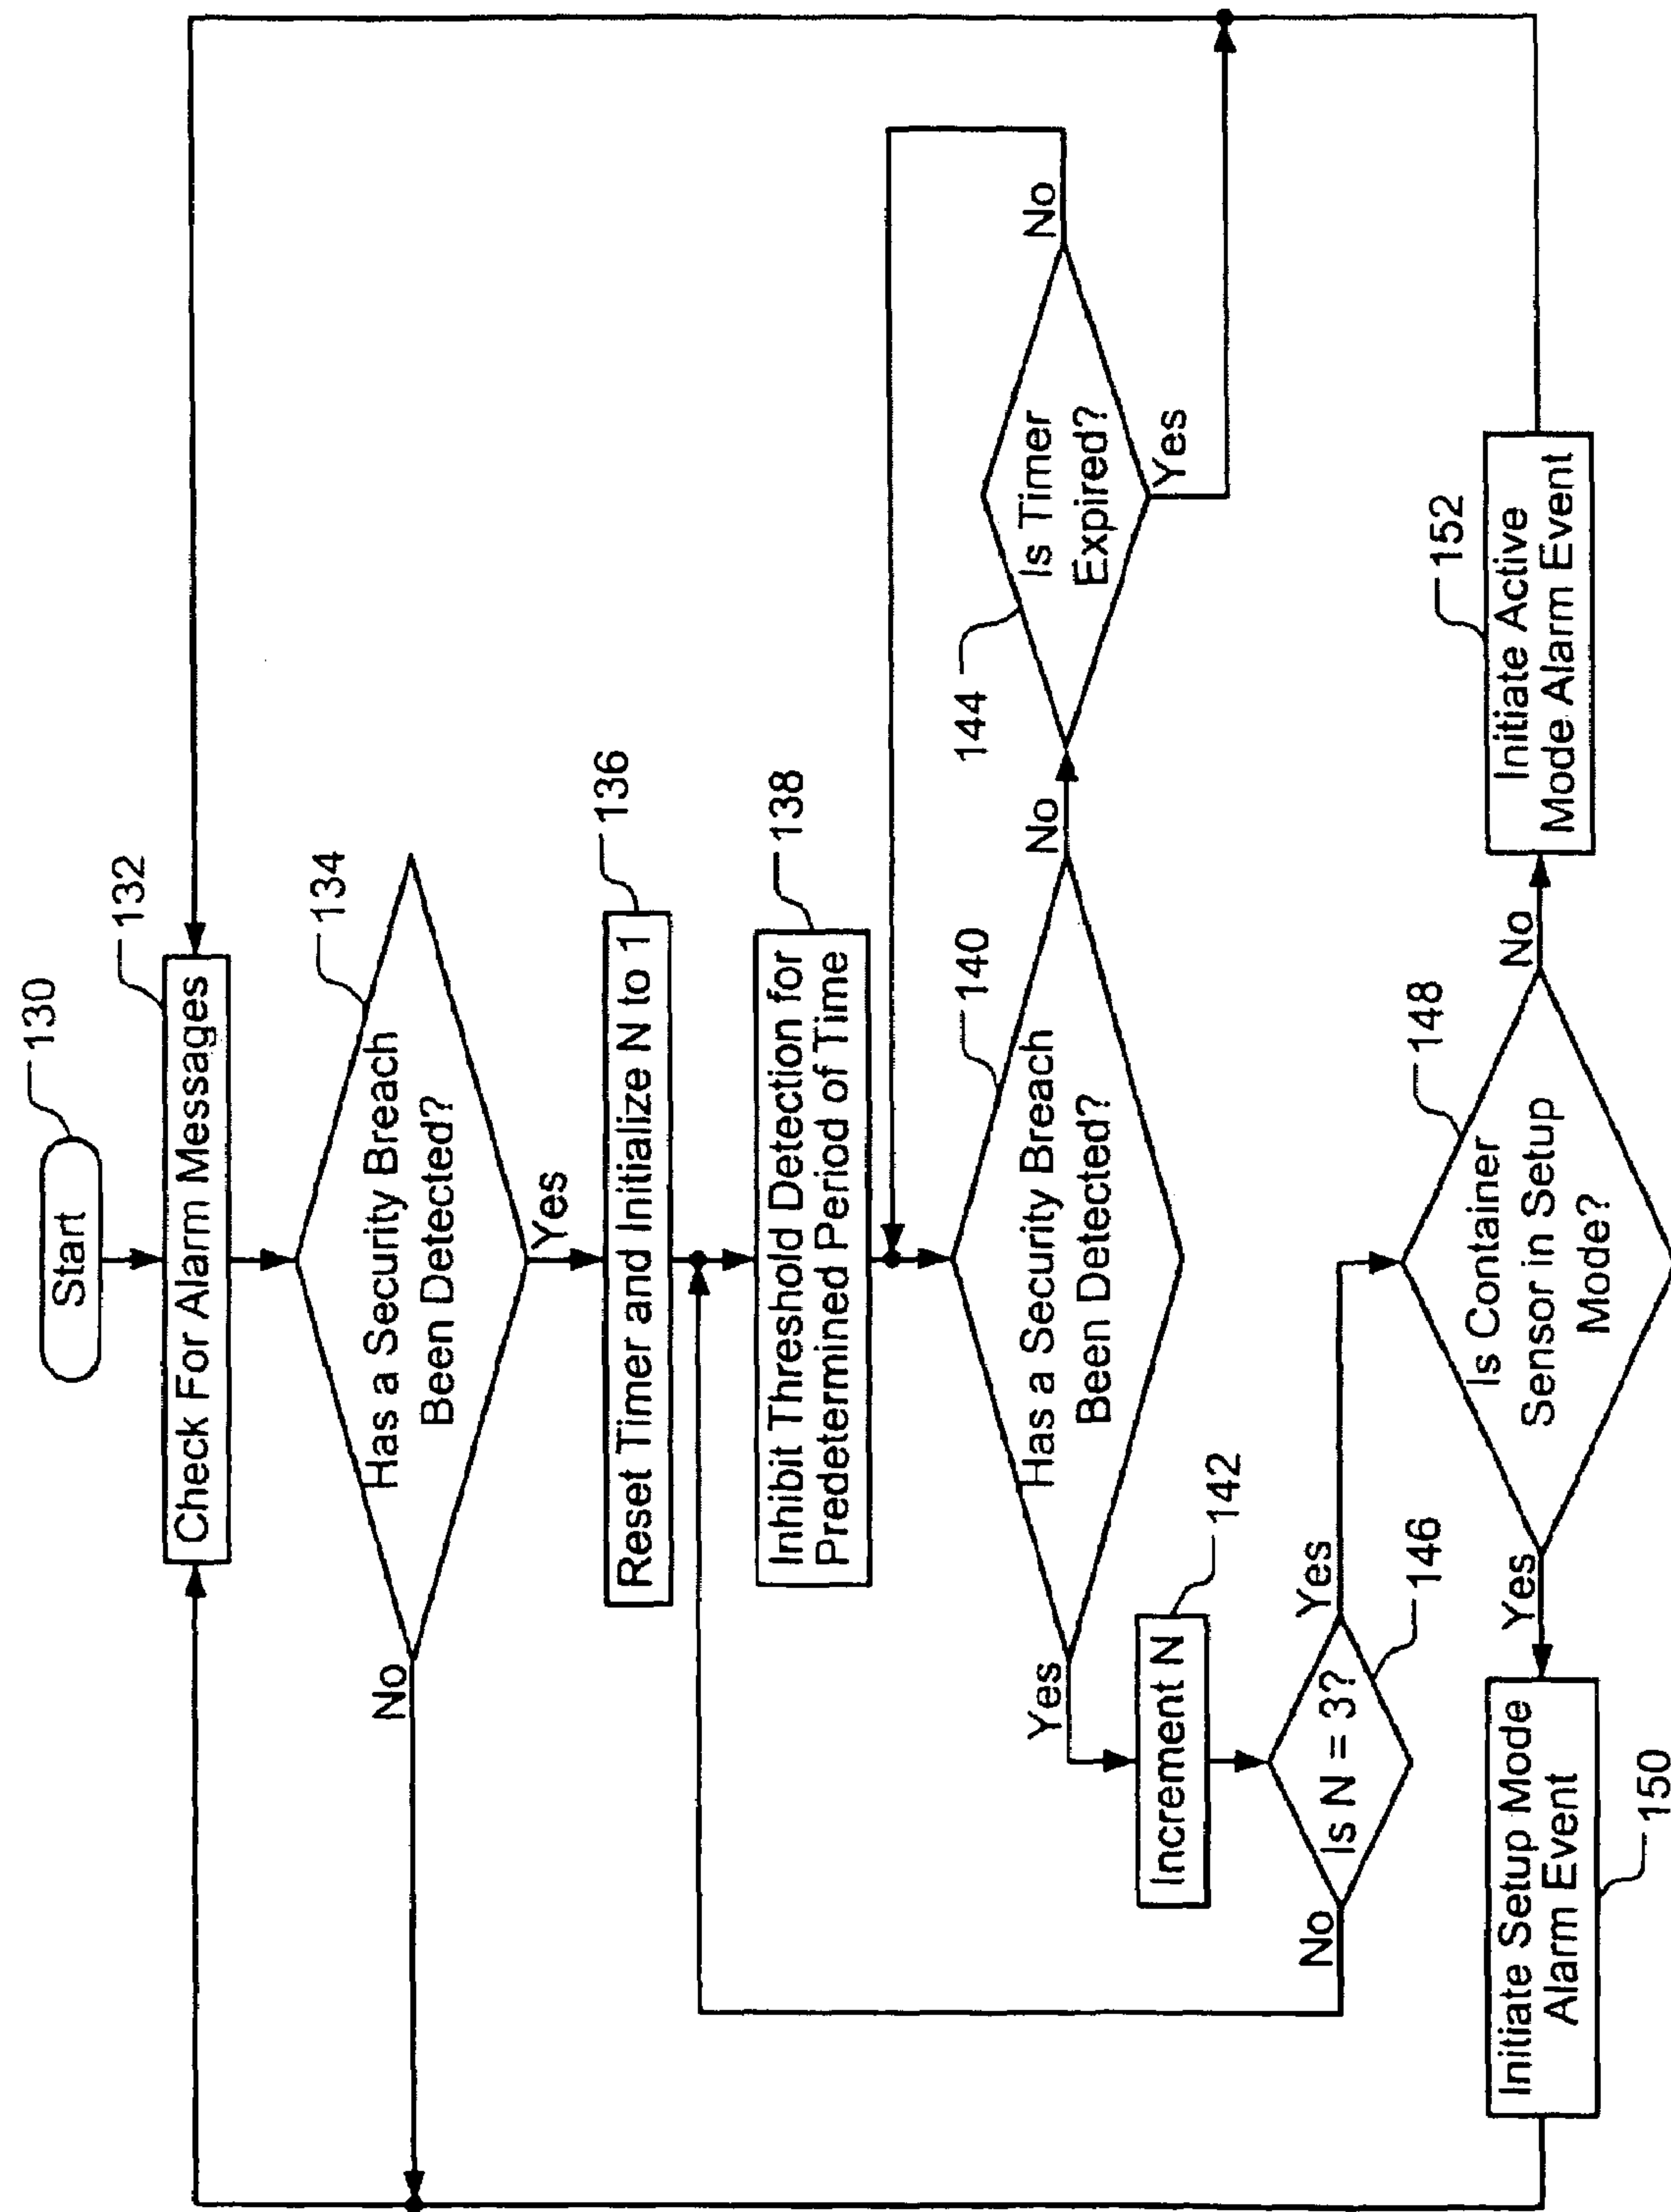 Start
130
Check For Alarm Messages
132
Has a Security Breach
Been Detected?
134
No
Yes
Reset Timer and Initialize N to 1
136
Inhibit Threshold Detection for
Predetermined Period of Time
138
Has a Security Breach
Been Detected?
140
Yes
No
Is Timer
Expired?
144
No
Yes
Increment N
142
Is N = 3?
146
No
Yes
Is Container
Sensor in Setup
Mode?
148
Yes
No
Initiate Setup Mode
Alarm Event
150
Initiate Active
Mode Alarm Event
152